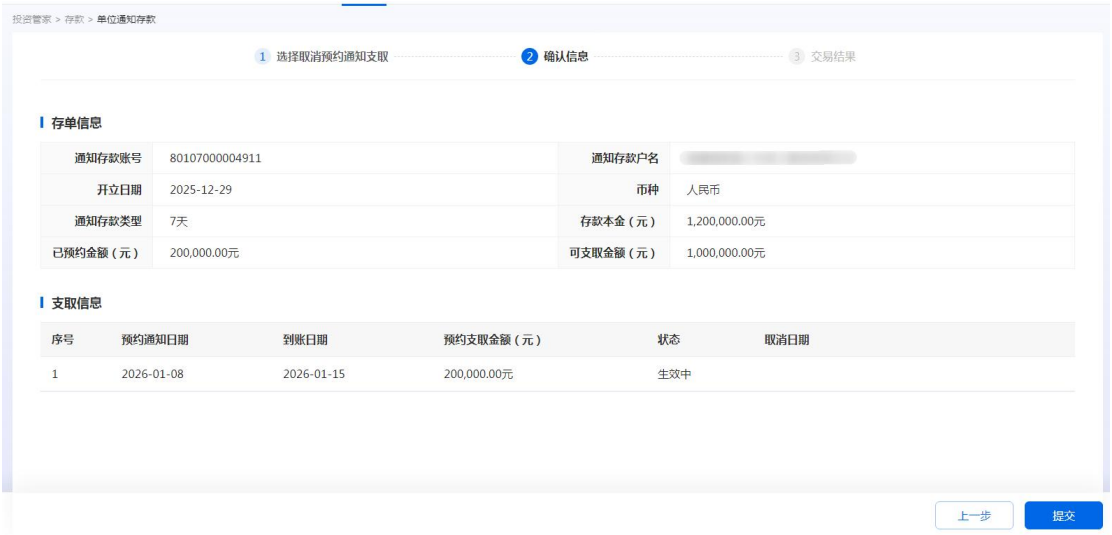 投资管家 > 存款 > 单位通知存款
1 选择取消预约通知支取 2 确认信息 3 交易结果
存单信息
通知存款账号 80107000004911 通知存款户名
开立日期 2025-12-29 币种 人民币
通知存款类型 7天 存款本金（元） 1,200,000.00元
已预约金额（元） 200,000.00元 可支取金额（元） 1,000,000.00元
支取信息
序号 预约通知日期 到账日期 预约支取金额（元） 状态 取消日期
1 2026-01-08 2026-01-15 200,000.00元 生效中
上一步 提交